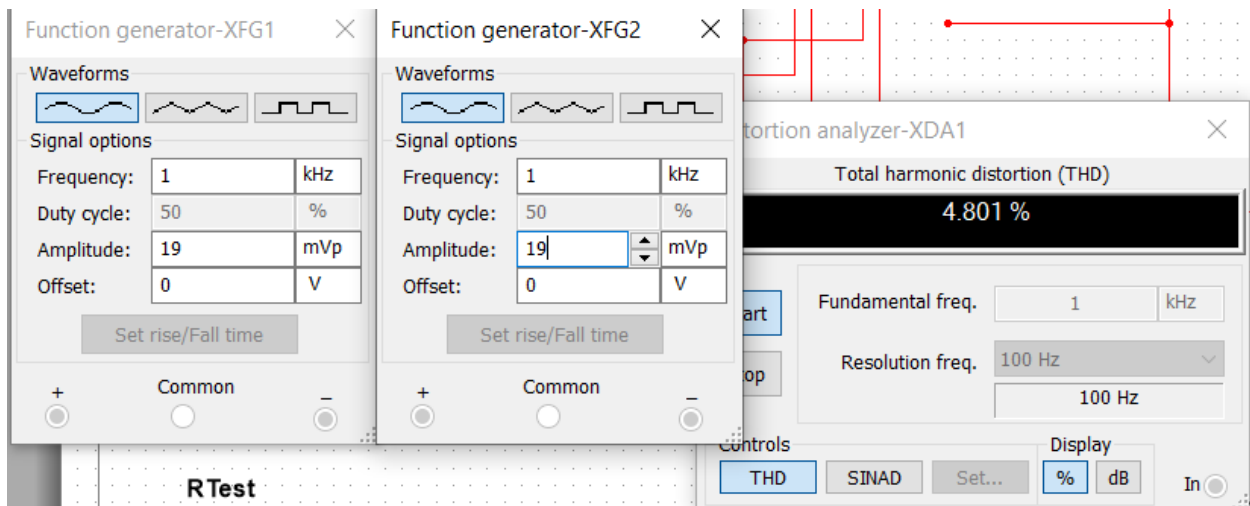 Function generator-XFG1
Waveforms
Signal options
Frequency: 1 kHz
Duty cycle: 50 %
Amplitude: 19 mVp
Offset: 0 V
Set rise/Fall time
+ Common −
Function generator-XFG2
Waveforms
Signal options
Frequency: 1 kHz
Duty cycle: 50 %
Amplitude: 19 mVp
Offset: 0 V
Set rise/Fall time
+ Common −
tortion analyzer-XDA1
Total harmonic distortion (THD)
4.801 %
art
Fundamental freq. 1 kHz
op
Resolution freq. 100 Hz
100 Hz
Controls
THD SINAD Set...
Display
% dB
In
RTest